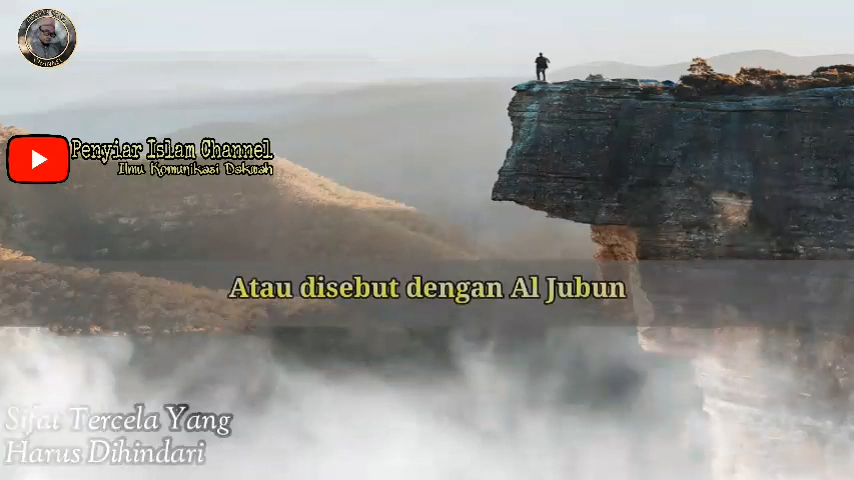 Penyiar Islam Channel
Ilmu Komunikasi Dakwah
Atau disebut dengan Al Jubun
Sifat Tercela Yang
Harus Dihindari